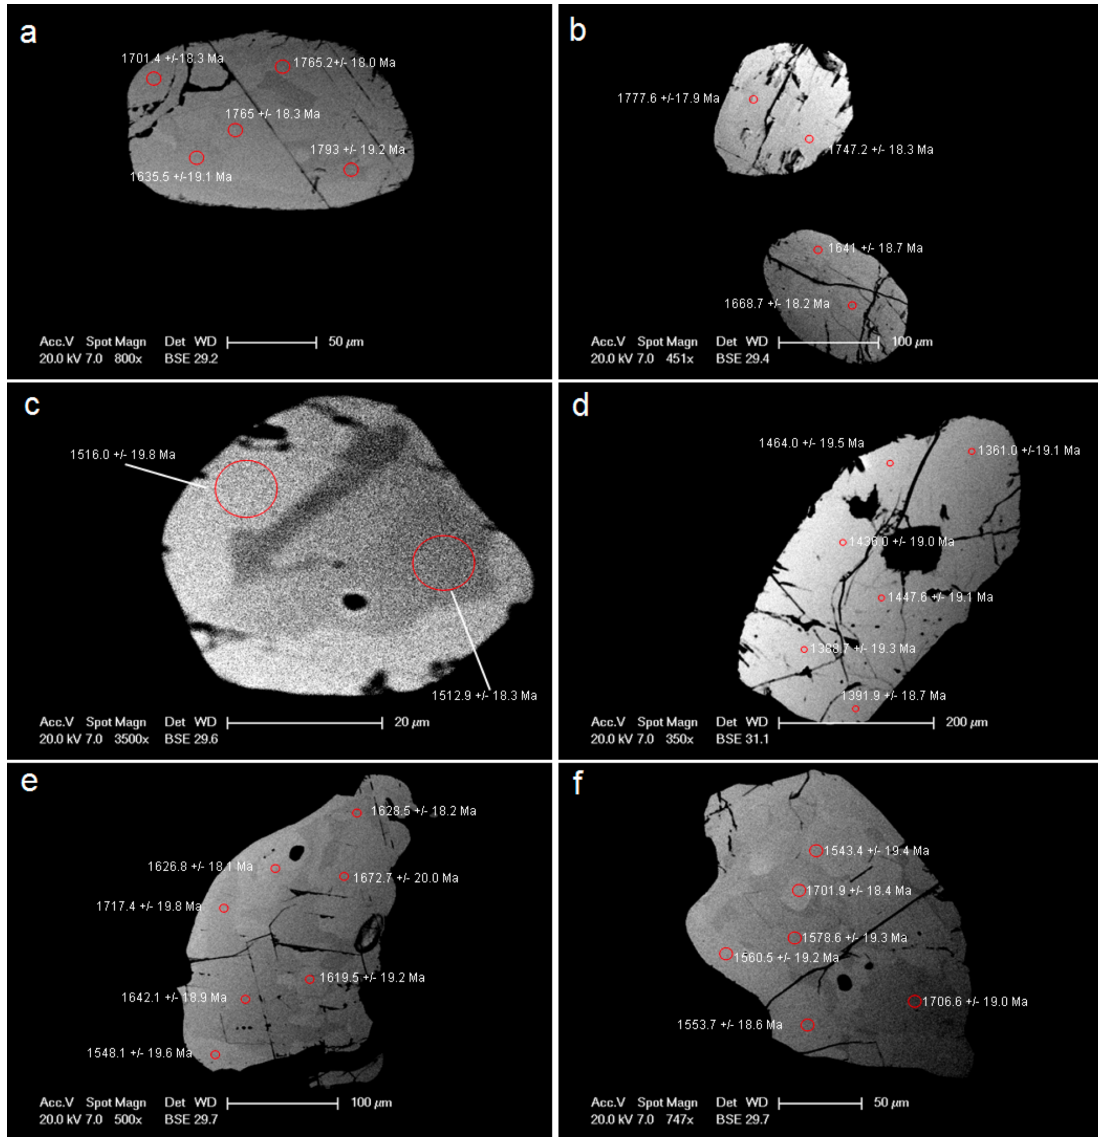 a
1701.4 +/-18.3 Ma
1765.2+/- 18.0 Ma
1765 +/- 18.3 Ma
1793 +/- 19.2 Ma
1635.5 +/-19.1 Ma
Acc.V Spot Magn Det WD 50 µm
20.0 kV 7.0 800x BSE 29.2
b
1777.6 +/-17.9 Ma
1747.2 +/- 18.3 Ma
1641 +/- 18.7 Ma
1668.7 +/- 18.2 Ma
Acc.V Spot Magn Det WD 100 µm
20.0 kV 7.0 451x BSE 29.4
c
1516.0 +/- 19.8 Ma
1512.9 +/- 18.3 Ma
Acc.V Spot Magn Det WD 20 µm
20.0 kV 7.0 3500x BSE 29.6
d
1464.0 +/- 19.5 Ma
1361.0 +/-19.1 Ma
1436.0 +/- 19.0 Ma
1447.6 +/- 19.1 Ma
1388.7 +/- 19.3 Ma
1391.9 +/- 18.7 Ma
Acc.V Spot Magn Det WD 200 µm
20.0 kV 7.0 350x BSE 31.1
e
1628.5 +/- 18.2 Ma
1626.8 +/- 18.1 Ma
1672.7 +/- 20.0 Ma
1717.4 +/- 19.8 Ma
1619.5 +/- 19.2 Ma
1642.1 +/- 18.9 Ma
1548.1 +/- 19.6 Ma
Acc.V Spot Magn Det WD 100 µm
20.0 kV 7.0 500x BSE 29.7
f
1543.4 +/- 19.4 Ma
1701.9 +/- 18.4 Ma
1578.6 +/- 19.3 Ma
1560.5 +/- 19.2 Ma
1706.6 +/- 19.0 Ma
1553.7 +/- 18.6 Ma
Acc.V Spot Magn Det WD 50 µm
20.0 kV 7.0 747x BSE 29.7